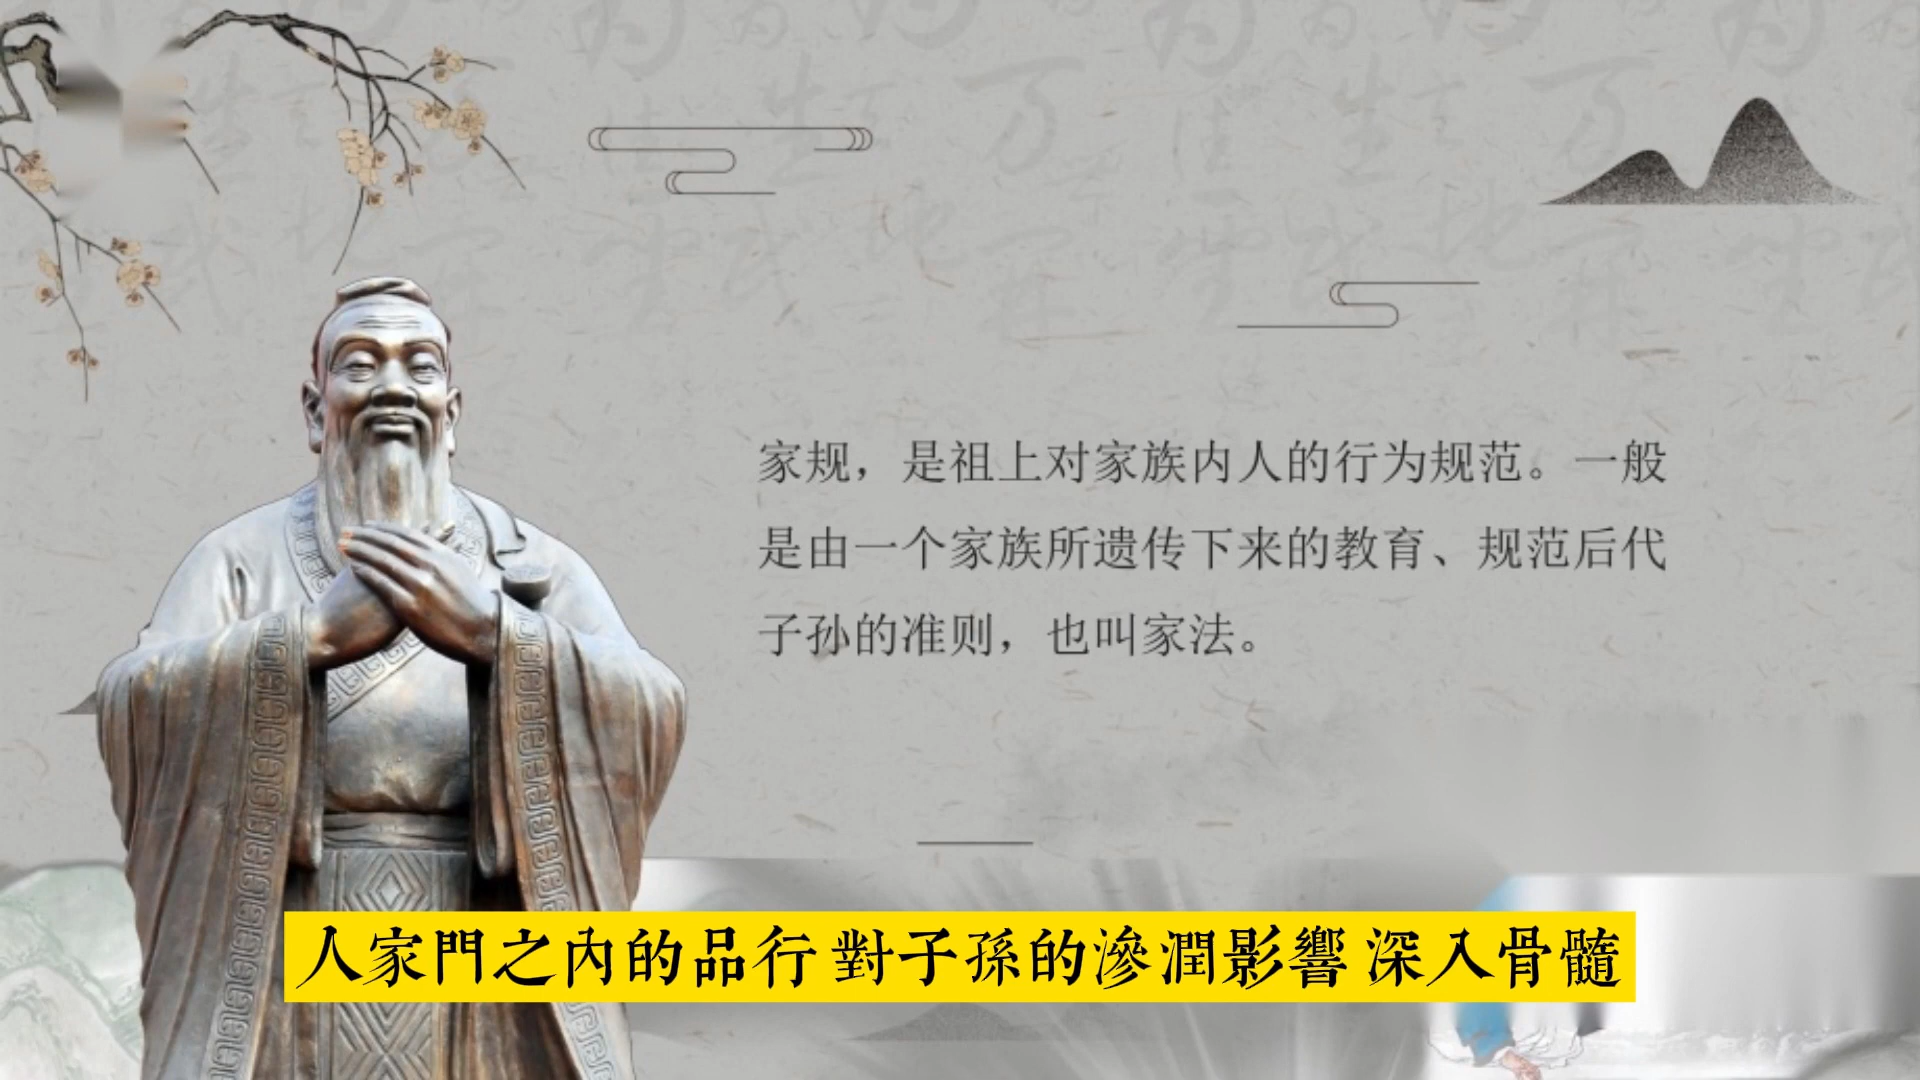 家规，是祖上对家族内人的行为规范。一般
是由一个家族所遗传下来的教育、规范后代
子孙的准则，也叫家法。
人家門之內的品行 對子孫的滲潤影響 深入骨髓